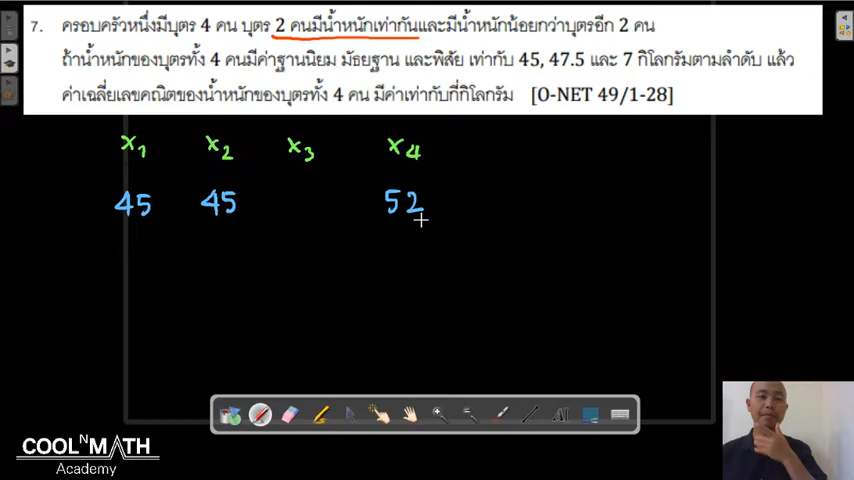 7. ครอบครัวหนึ่งมีบุตร 4 คน บุตร 2 คนมีน้ำหนักเท่ากันและมีน้ำหนักน้อยกว่าบุตรอีก 2 คน
ถ้าน้ำหนักของบุตรทั้ง 4 คนมีค่าฐานนิยม มัธยฐาน และพิสัย เท่ากับ 45, 47.5 และ 7 กิโลกรัมตามลำดับ แล้ว
ค่าเฉลี่ยเลขคณิตของน้ำหนักของบุตรทั้ง 4 คน มีค่าเท่ากับกี่กิโลกรัม [O-NET 49/1-28]
x₁ x₂ x₃ x₄
45 45 52
AI
COOLᴺMATH
Academy